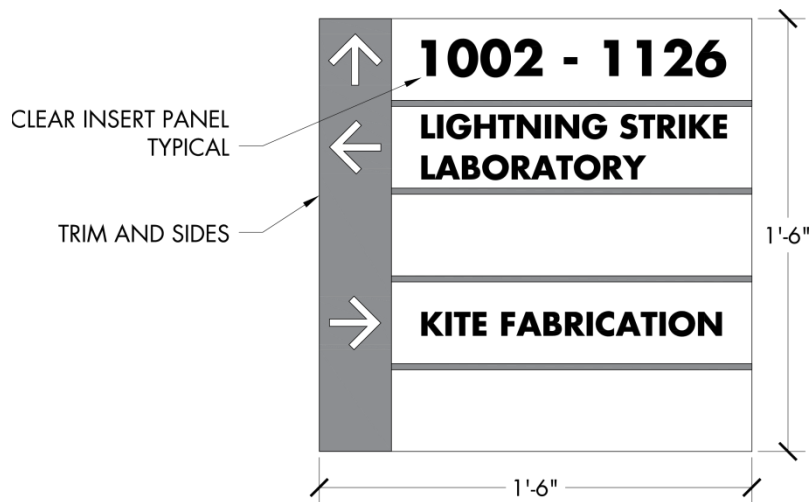 1002 - 1126
CLEAR INSERT PANEL
TYPICAL
LIGHTNING STRIKE
LABORATORY
TRIM AND SIDES
1'-6"
KITE FABRICATION
1'-6"